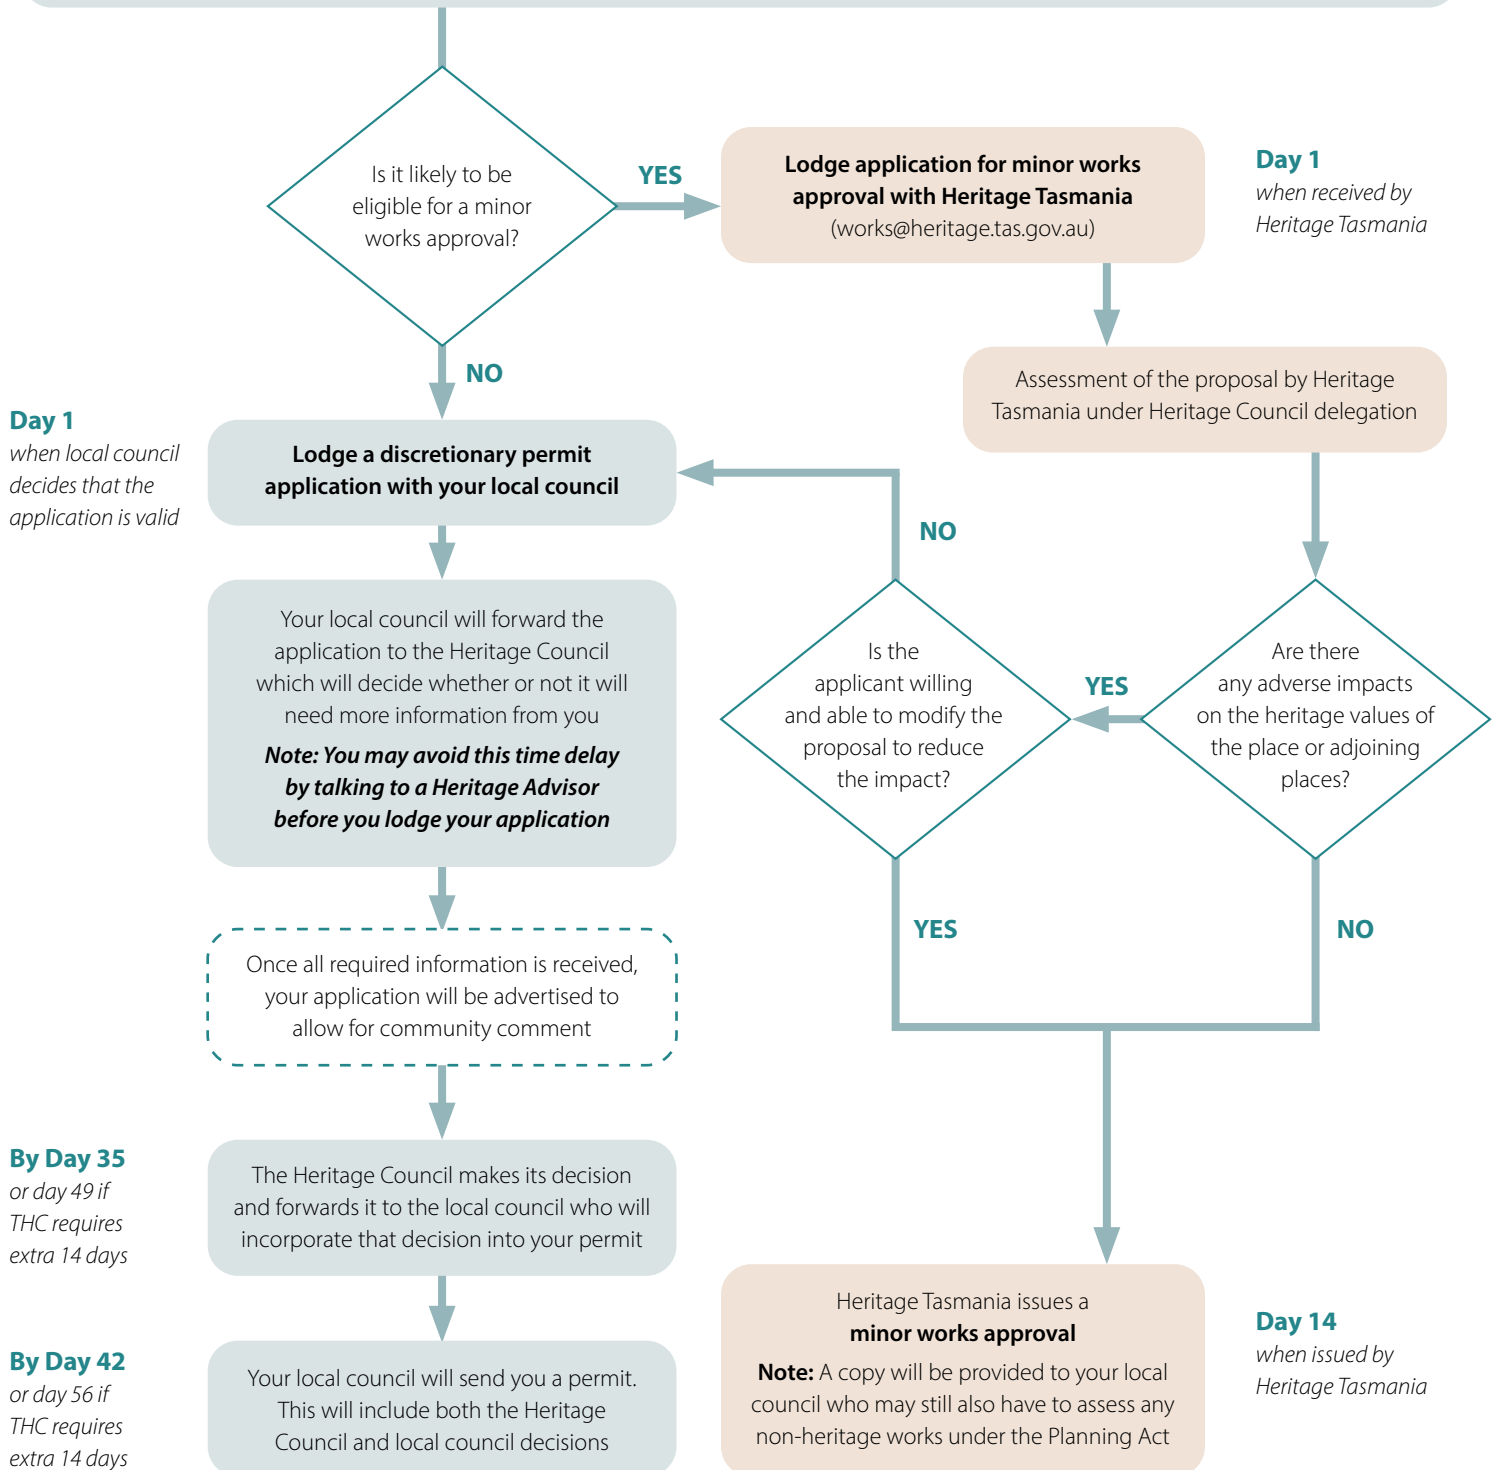 Is it likely to be
eligible for a minor
works approval?
YES
Lodge application for minor works
approval with Heritage Tasmania
(works@heritage.tas.gov.au)
Day 1
when received by
Heritage Tasmania
Assessment of the proposal by Heritage
Tasmania under Heritage Council delegation
NO
Day 1
when local council
decides that the
application is valid
Lodge a discretionary permit
application with your local council
NO
Your local council will forward the
application to the Heritage Council
which will decide whether or not it will
need more information from you
Note: You may avoid this time delay
by talking to a Heritage Advisor
before you lodge your application
Is the
applicant willing
and able to modify the
proposal to reduce
the impact?
YES
Are there
any adverse impacts
on the heritage values of
the place or adjoining
places?
YES
NO
Once all required information is received,
your application will be advertised to
allow for community comment
By Day 35
or day 49 if
THC requires
extra 14 days
The Heritage Council makes its decision
and forwards it to the local council who will
incorporate that decision into your permit
By Day 42
or day 56 if
THC requires
extra 14 days
Your local council will send you a permit.
This will include both the Heritage
Council and local council decisions
Heritage Tasmania issues a
minor works approval
Note: A copy will be provided to your local
council who may still also have to assess any
non-heritage works under the Planning Act
Day 14
when issued by
Heritage Tasmania